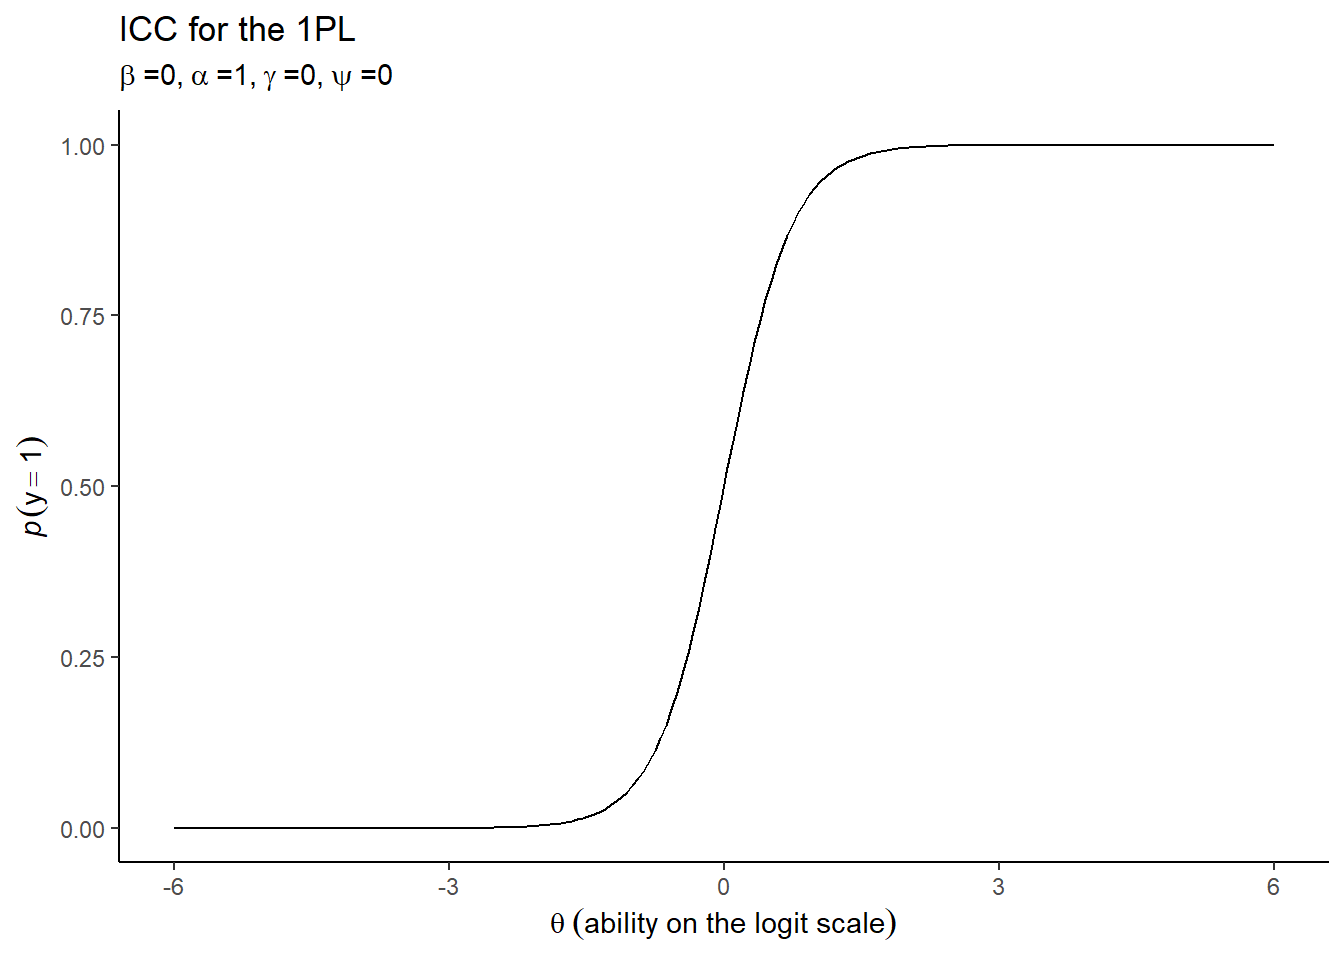 ICC for the 1PL
β =0, α =1, γ =0, ψ =0
1.00
0.75
0.50
0.25
0.00
p(y = 1)
-6
-3
0
3
6
θ (ability on the logit scale)